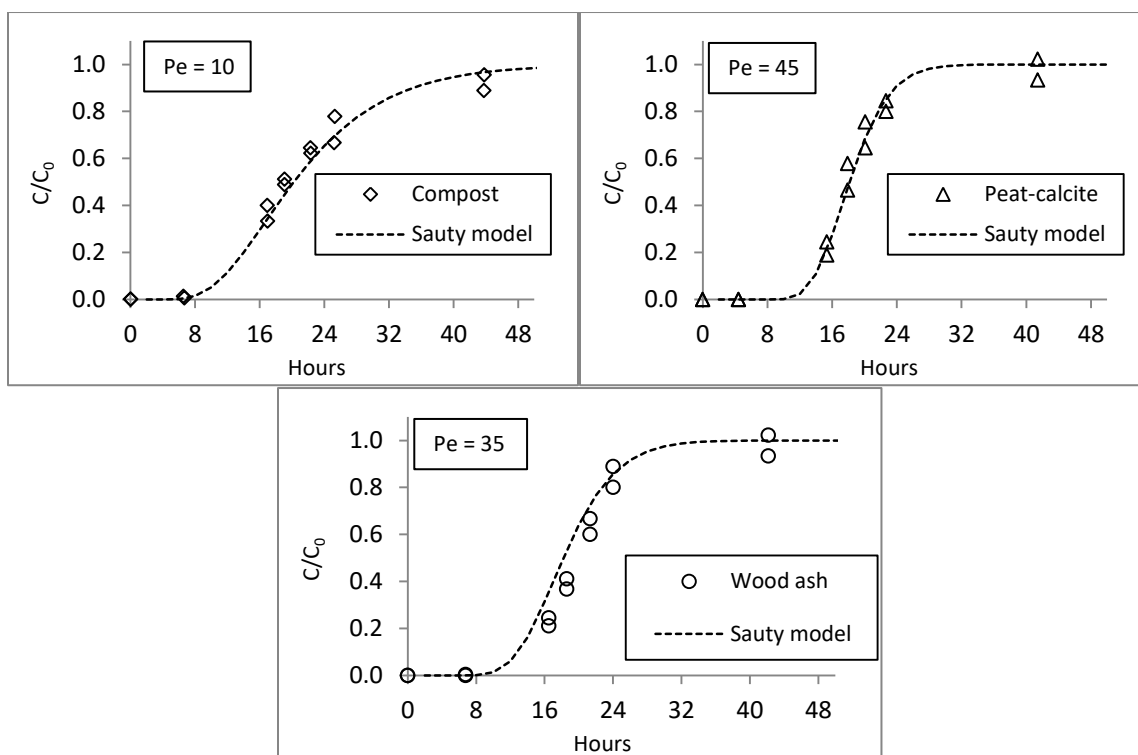 Pe = 10
1.0
0.8
0.6
0.4
0.2
0.0
C/C₀
Compost
Sauty model
0 8 16 24 32 40 48
Hours
Pe = 45
1.0
0.8
0.6
0.4
0.2
0.0
C/C₀
Peat-calcite
Sauty model
0 8 16 24 32 40 48
Hours
Pe = 35
1.0
0.8
0.6
0.4
0.2
0.0
C/C₀
Wood ash
Sauty model
0 8 16 24 32 40 48
Hours